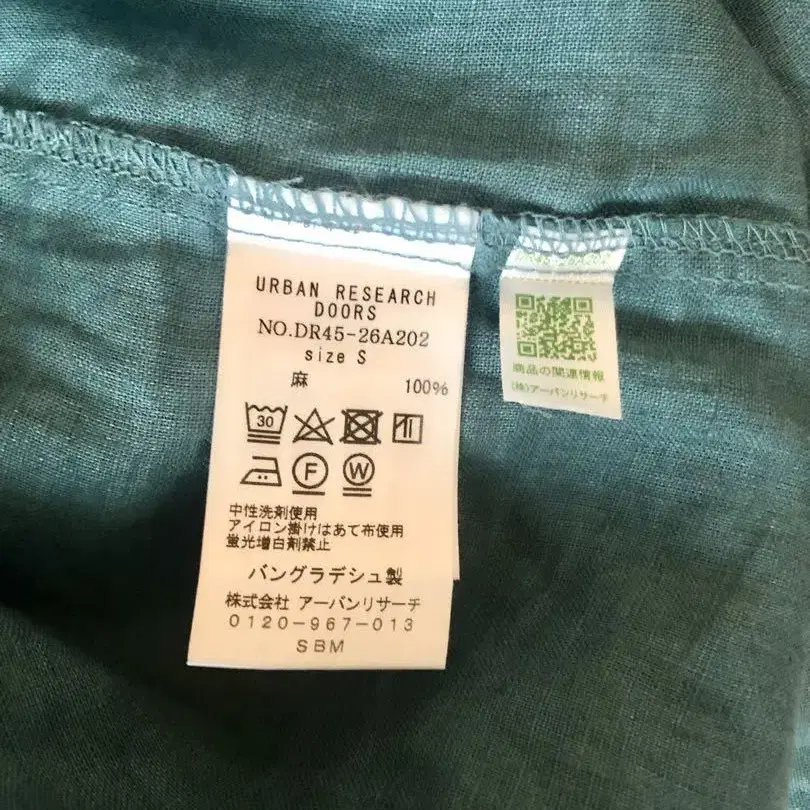 URBAN RESEARCH
DOORS
NO.DR45-26A202
size S
麻 100%
30
F W
中性洗剤使用
アイロン掛けはあて布使用
蛍光増白剤禁止
バングラデシュ製
株式会社 アーバンリサーチ
0120-967-013
SBM
商品の関連情報
(株)アーバンリサーチ